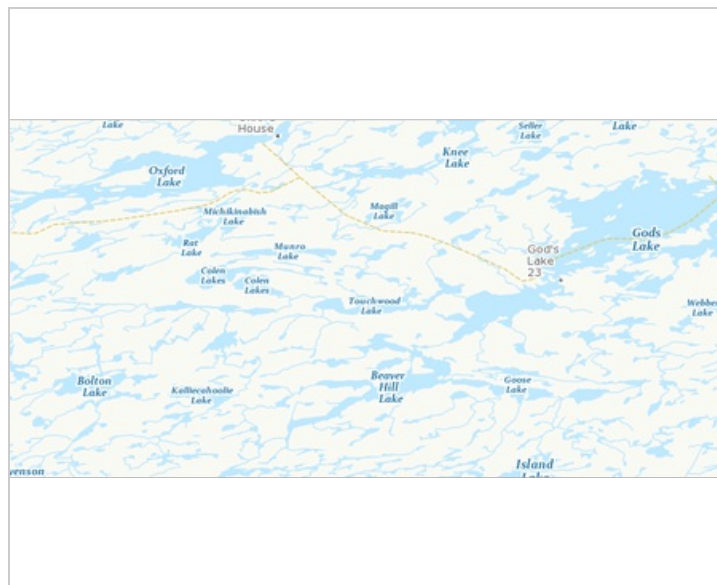 Lake
House
Seller
Lake
Lake
Knee
Lake
Oxford
Lake
Magill
Lake
Michikinabish
Lake
Gods
Lake
Rat
Lake
Munro
Lake
God's
Lake
23
Colen
Lakes
Colen
Lakes
Touchwood
Lake
Webber
Lake
Bolton
Lake
Beaver
Hill
Lake
Goose
Lake
Kalliecahoolie
Lake
Island
Lake
venson